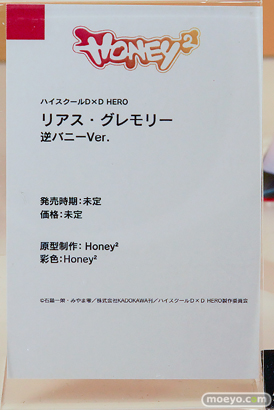 HONEY²
ハイスクールD×D HERO
リアス・グレモリー
逆バニーVer.
発売時期：未定
価格：未定
原型制作： Honey²
彩色：Honey²
©石踏一榮・みやま零／株式会社KADOKAWA刊／ハイスクールD×D HERO製作委員会
moeyo.com